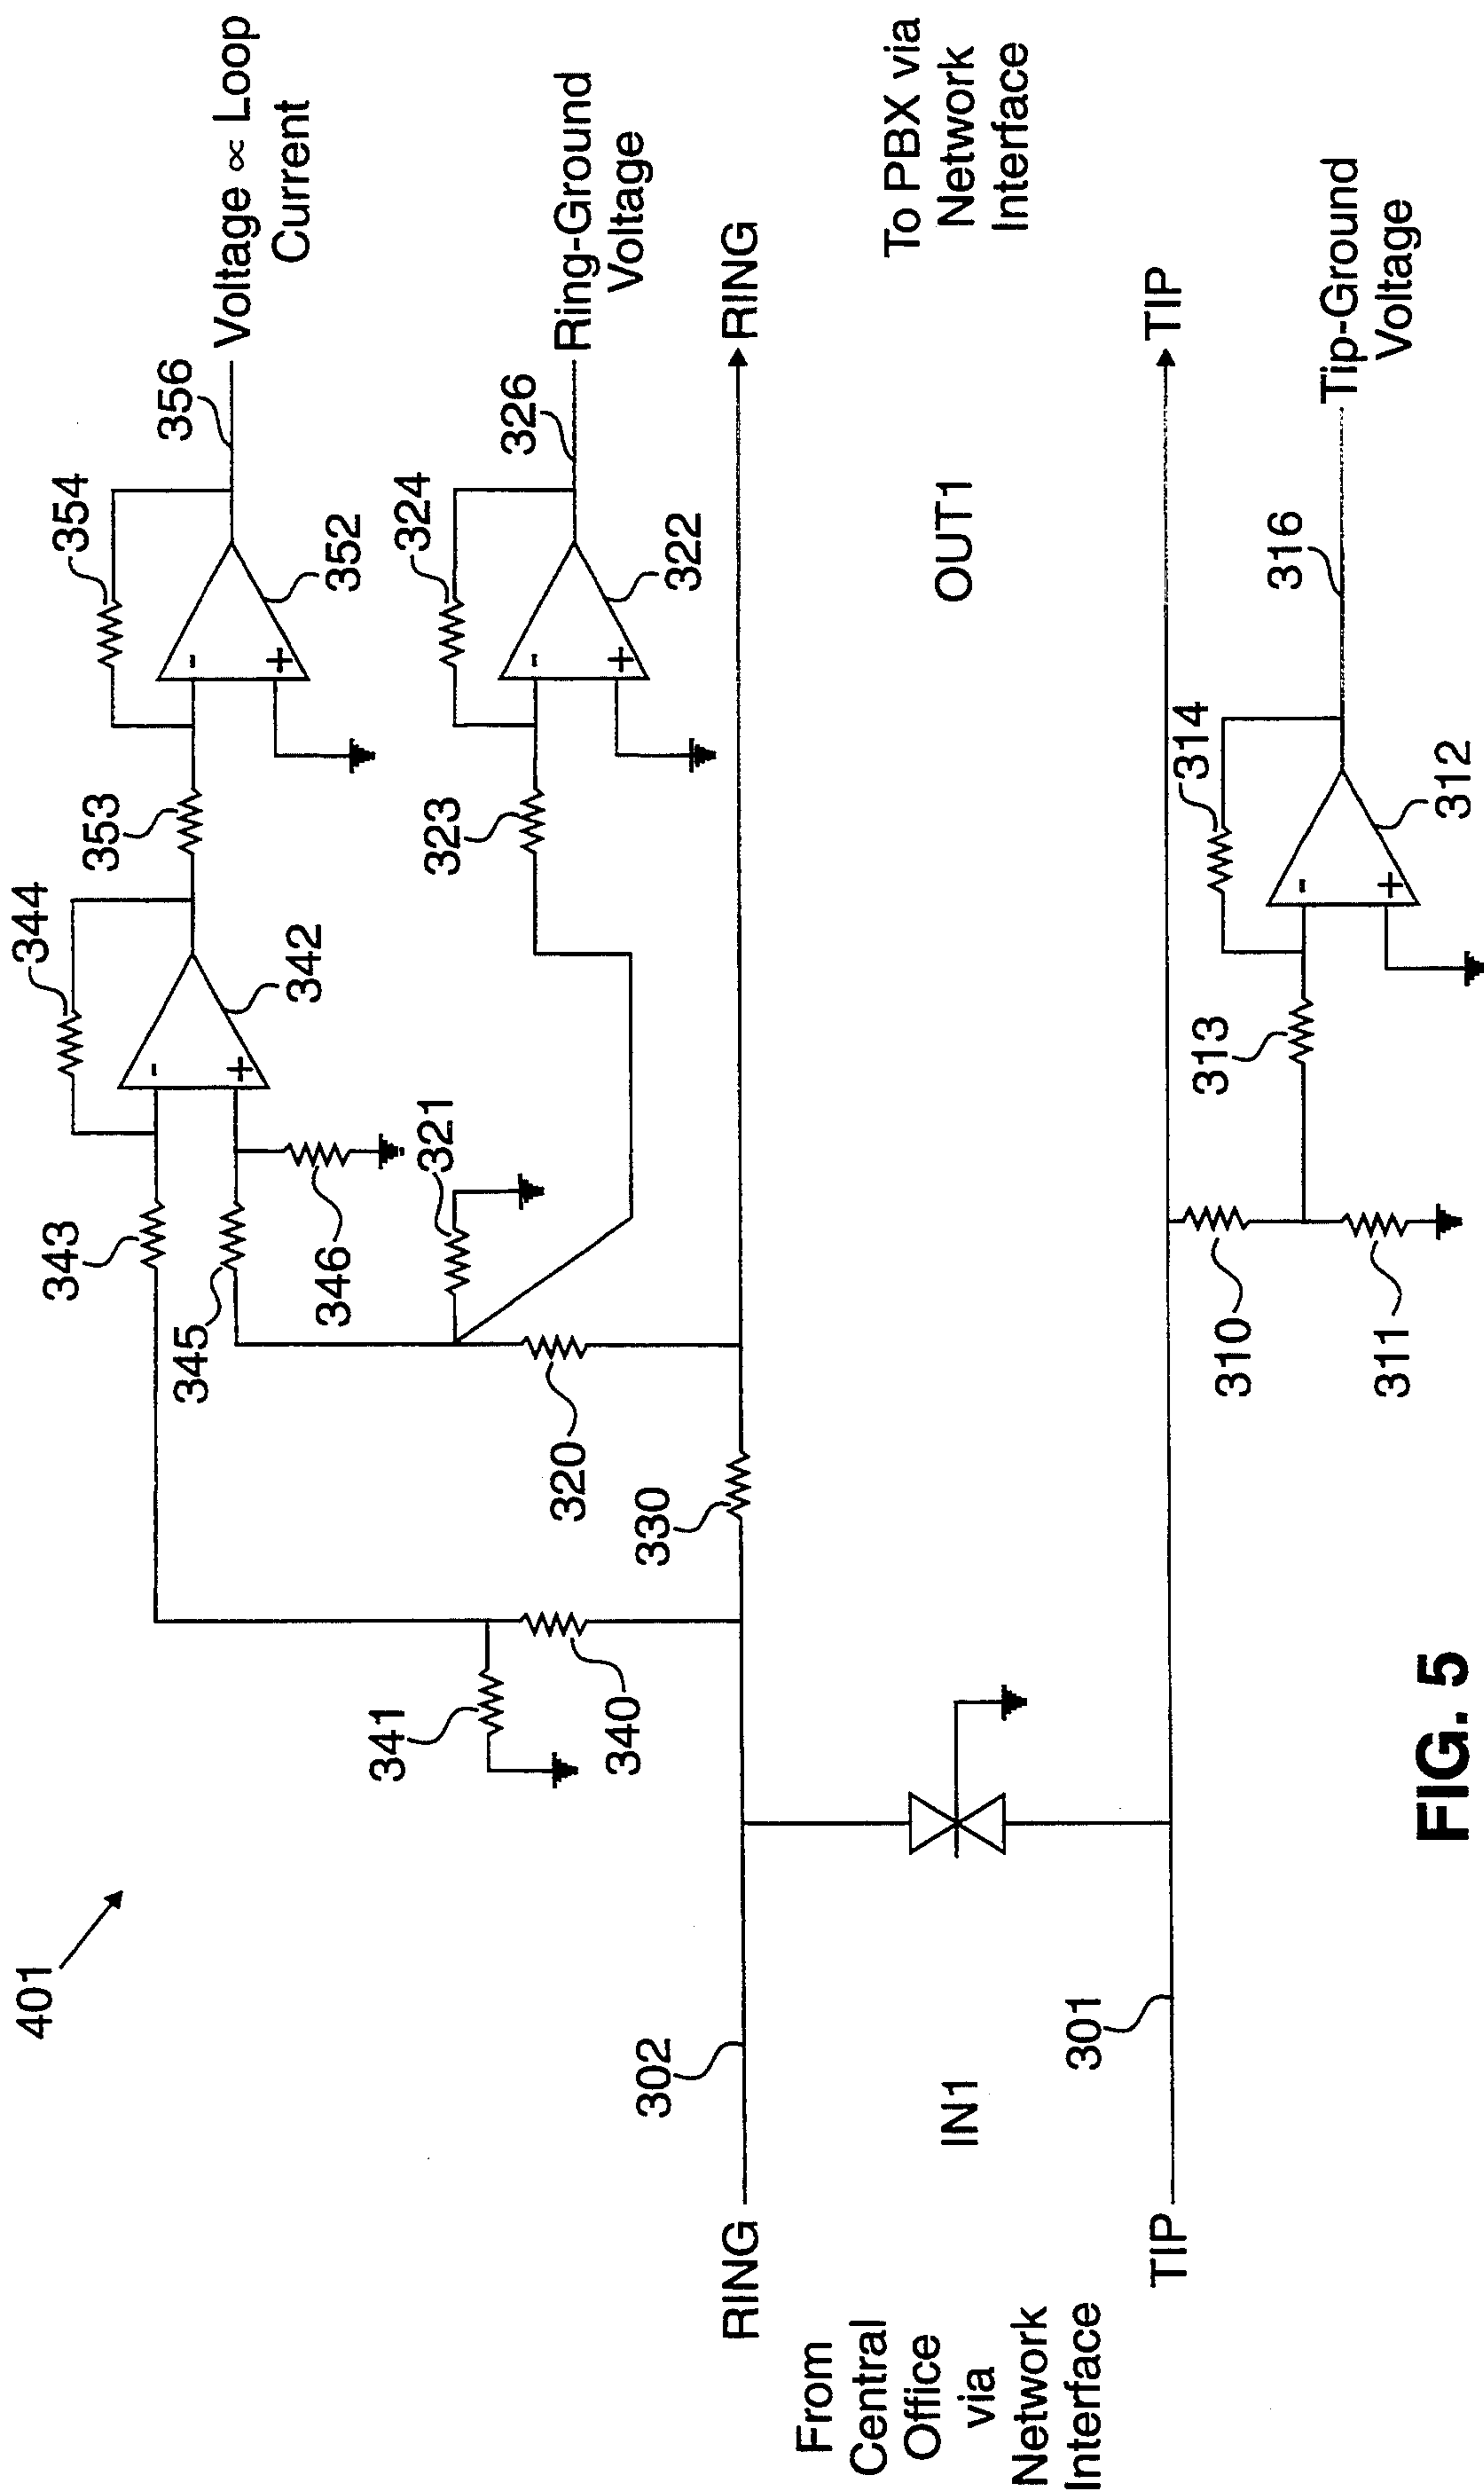 401
344
354
356
Voltage ∝ Loop
Current
343
342
353
352
345
346
324
326
Ring-Ground
Voltage
341
321
323
322
340
320
330
302
RING
RING
From
Central
Office
via
Network
Interface
IN1
OUT1
To PBX via
Network
Interface
301
TIP
TIP
310
313
314
316
Tip-Ground
Voltage
311
312
-
+
-
+
-
+
-
+
FIG. 5